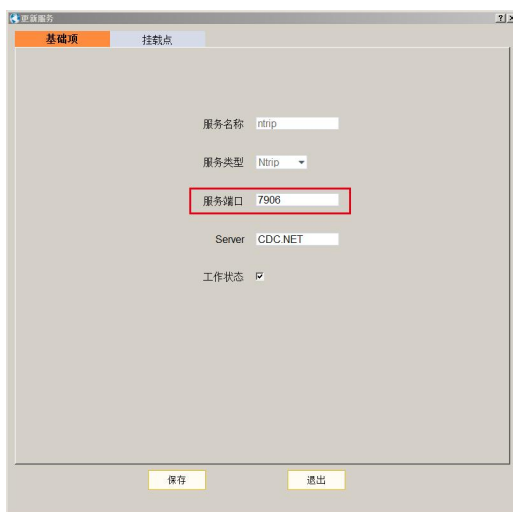 更新服务
基础项 挂载点
服务名称 ntrip
服务类型 Ntrip
服务端口 7906
Server CDC.NET
工作状态
保存 退出